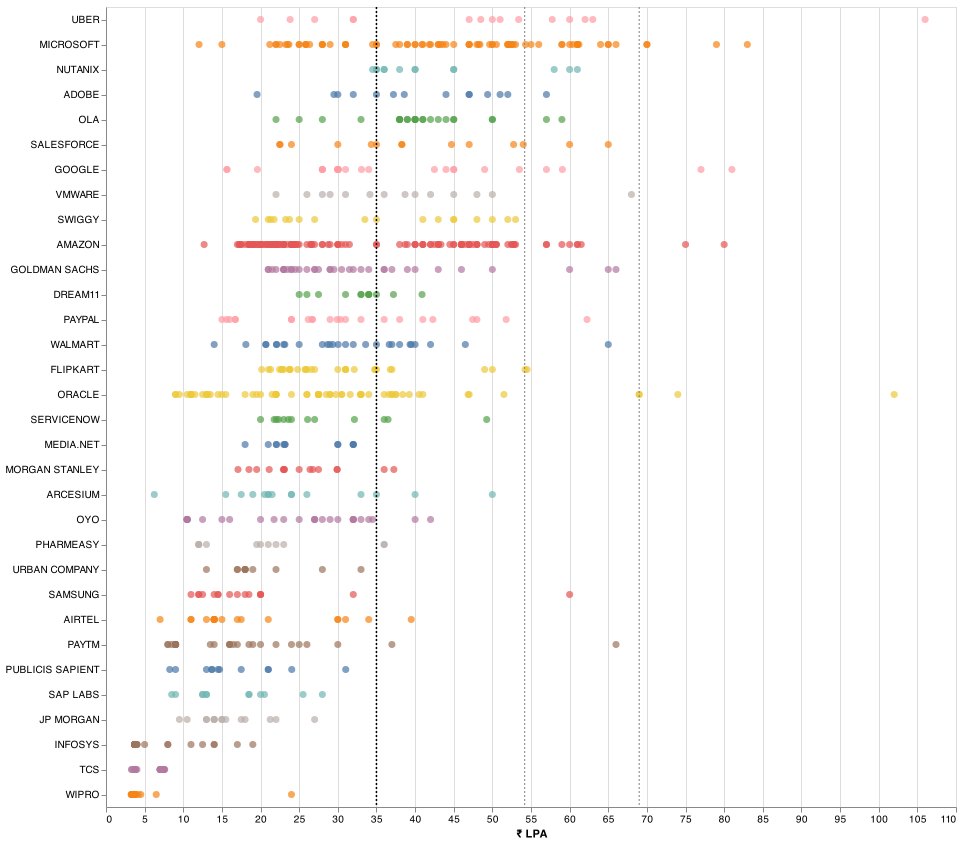 UBER
MICROSOFT
NUTANIX
ADOBE
OLA
SALESFORCE
GOOGLE
VMWARE
SWIGGY
AMAZON
GOLDMAN SACHS
DREAM11
PAYPAL
WALMART
FLIPKART
ORACLE
SERVICENOW
MEDIA.NET
MORGAN STANLEY
ARCESIUM
OYO
PHARMEASY
URBAN COMPANY
SAMSUNG
AIRTEL
PAYTM
PUBLICIS SAPIENT
SAP LABS
JP MORGAN
INFOSYS
TCS
WIPRO
0 5 10 15 20 25 30 35 40 45 50 55 60 65 70 75 80 85 90 95 100 105 110
₹ LPA